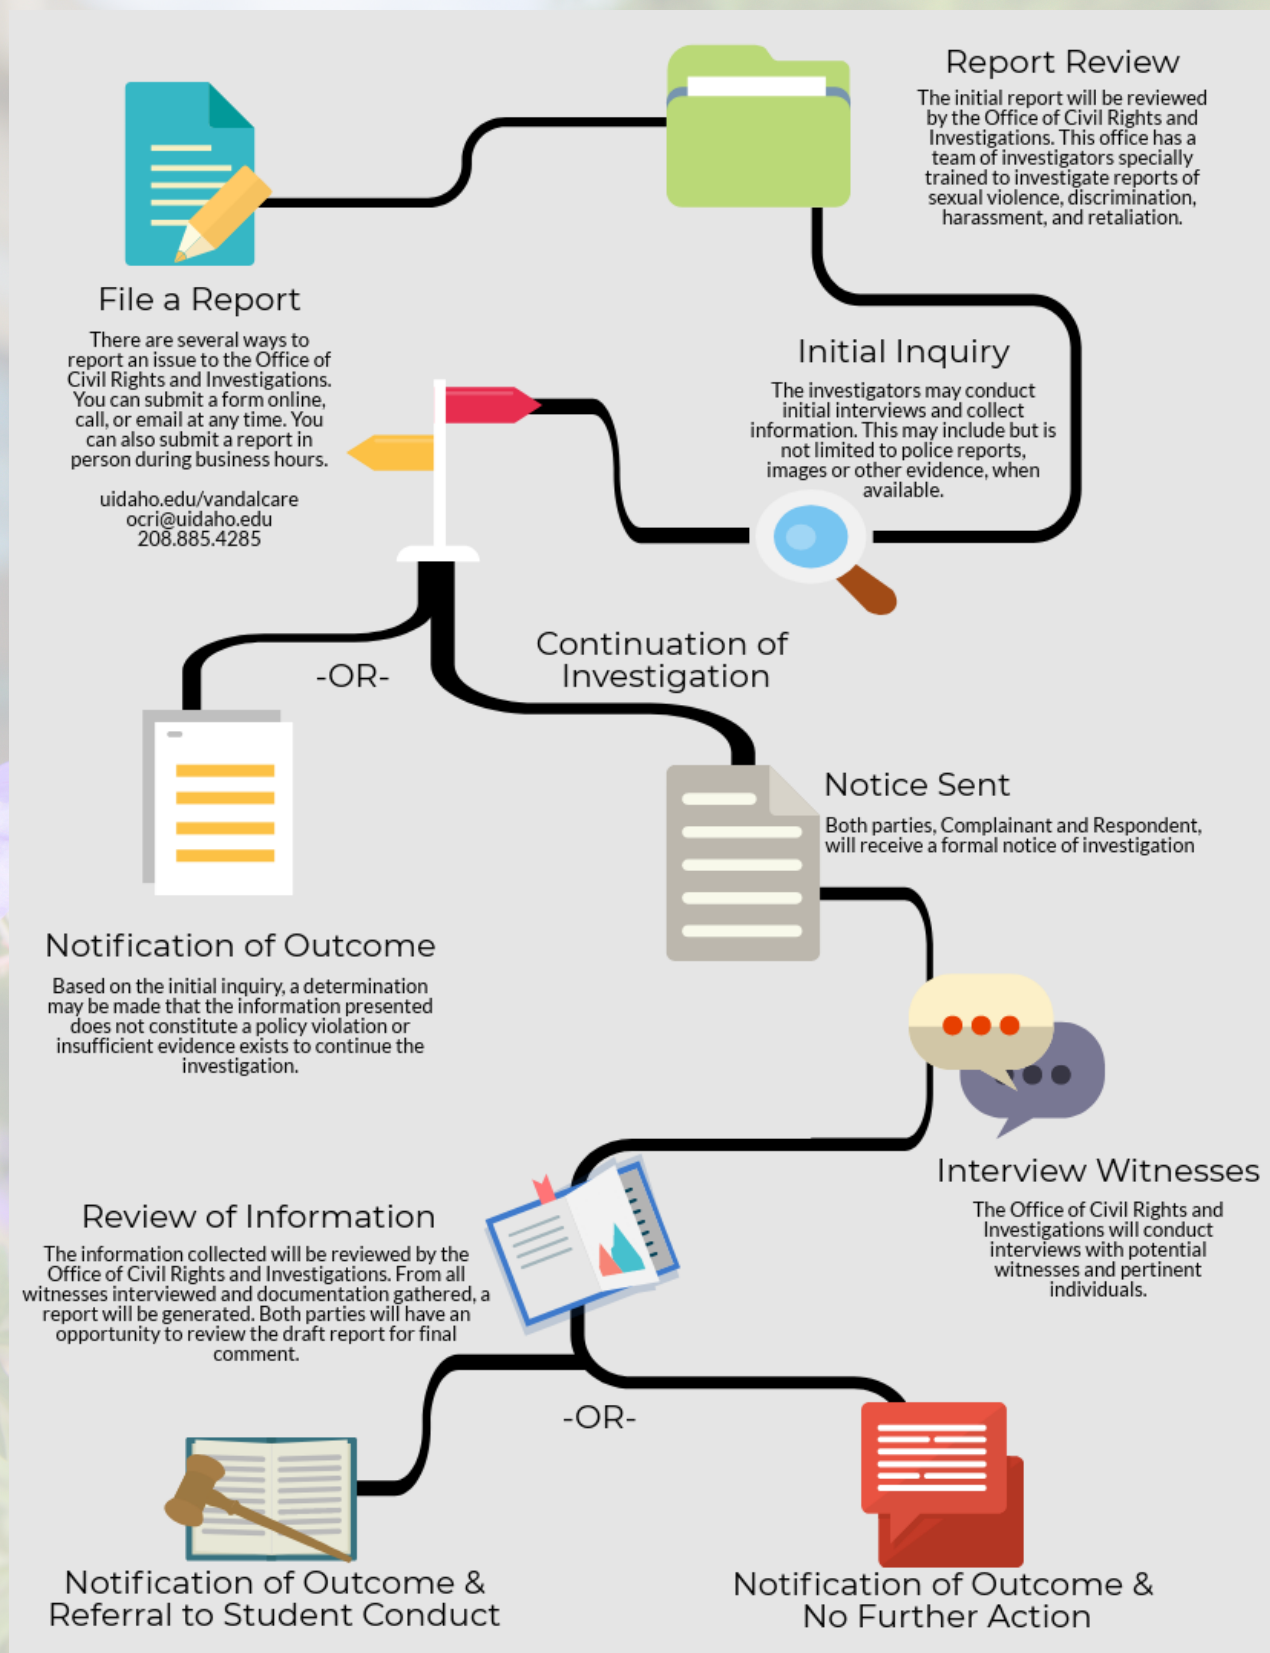 File a Report
There are several ways to
report an issue to the Office of
Civil Rights and Investigations.
You can submit a form online,
call, or email at any time. You
can also submit a report in
person during business hours.
uidaho.edu/vandalcare
ocri@uidaho.edu
208.885.4285
Report Review
The initial report will be reviewed
by the Office of Civil Rights and
Investigations. This office has a
team of investigators specially
trained to investigate reports of
sexual violence, discrimination,
harassment, and retaliation.
Initial Inquiry
The investigators may conduct
initial interviews and collect
information. This may include but is
not limited to police reports,
images or other evidence, when
available.
-OR-
Continuation of
Investigation
Notification of Outcome
Based on the initial inquiry, a determination
may be made that the information presented
does not constitute a policy violation or
insufficient evidence exists to continue the
investigation.
Notice Sent
Both parties, Complainant and Respondent,
will receive a formal notice of investigation
Interview Witnesses
The Office of Civil Rights and
Investigations will conduct
interviews with potential
witnesses and pertinent
individuals.
Review of Information
The information collected will be reviewed by the
Office of Civil Rights and Investigations. From all
witnesses interviewed and documentation gathered, a
report will be generated. Both parties will have an
opportunity to review the draft report for final
comment.
-OR-
Notification of Outcome &
Referral to Student Conduct
Notification of Outcome &
No Further Action